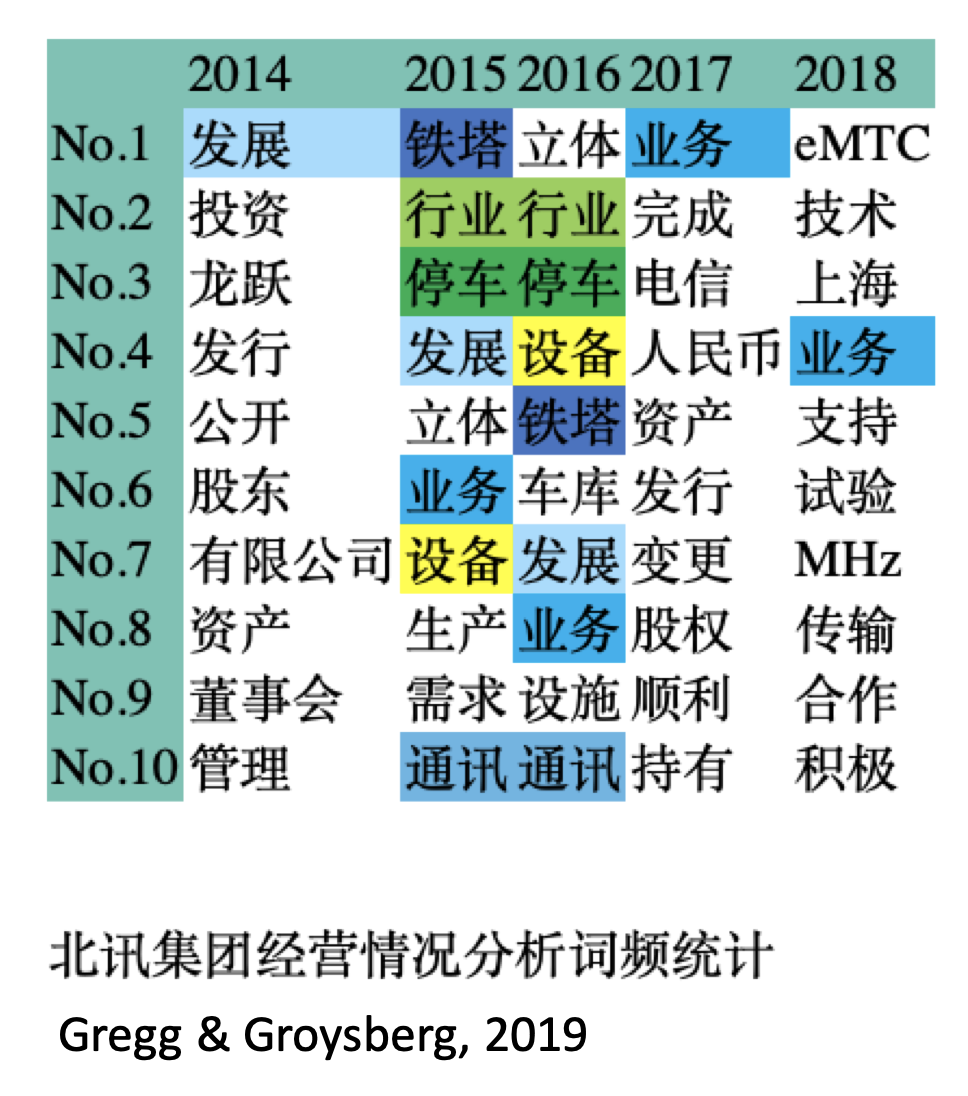 2014 2015 2016 2017 2018
No.1 发展 铁塔 立体 业务 eMTC
No.2 投资 行业 行业 完成 技术
No.3 龙跃 停车 停车 电信 上海
No.4 发行 发展 设备 人民币 业务
No.5 公开 立体 铁塔 资产 支持
No.6 股东 业务 车库 发行 试验
No.7 有限公司 设备 发展 变更 MHz
No.8 资产 生产 业务 股权 传输
No.9 董事会 需求 设施 顺利 合作
No.10 管理 通讯 通讯 持有 积极
北讯集团经营情况分析词频统计
Gregg & Groysberg, 2019